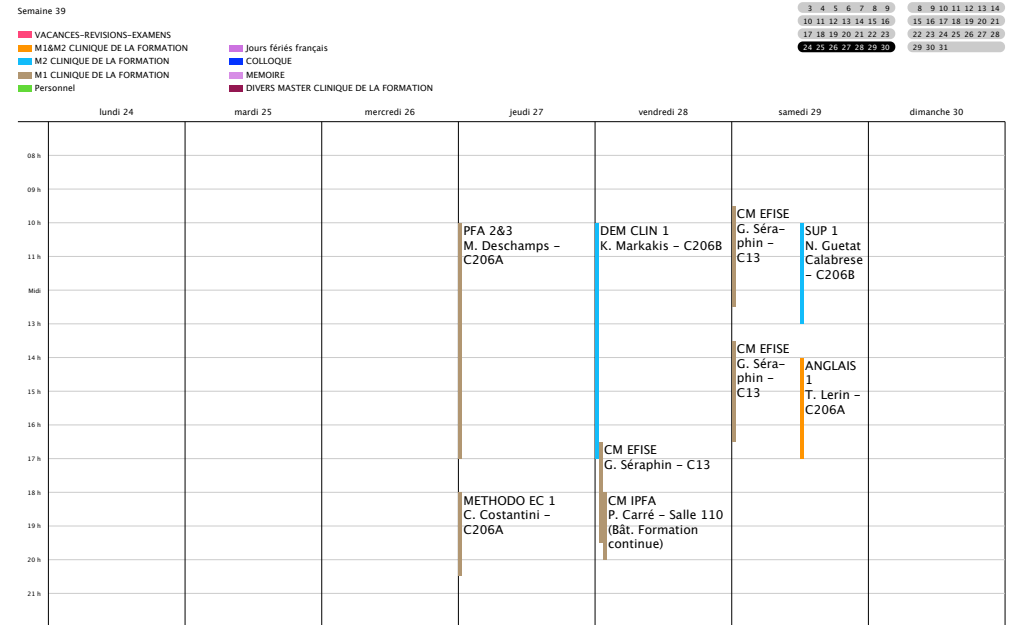 Semaine 39
3 4 5 6 7 8 9
8 9 10 11 12 13 14
10 11 12 13 14 15 16
15 16 17 18 19 20 21
17 18 19 20 21 22 23
22 23 24 25 26 27 28
24 25 26 27 28 29 30
29 30 31
VACANCES-REVISIONS-EXAMENS
M1&M2 CLINIQUE DE LA FORMATION
Jours fériés français
M2 CLINIQUE DE LA FORMATION
COLLOQUE
M1 CLINIQUE DE LA FORMATION
MEMOIRE
Personnel
DIVERS MASTER CLINIQUE DE LA FORMATION
lundi 24
mardi 25
mercredi 26
jeudi 27
vendredi 28
samedi 29
dimanche 30
08 h
09 h
10 h
11 h
Midi
13 h
14 h
15 h
16 h
17 h
18 h
19 h
20 h
21 h
PFA 2&3
M. Deschamps –
C206A
METHODO EC 1
C. Costantini –
C206A
DEM CLIN 1
K. Markakis – C206B
CM EFISE
G. Séraphin – C13
CM IPFA
P. Carré – Salle 110
(Bât. Formation
continue)
CM EFISE
G. Séra–
phin –
C13
SUP 1
N. Guetat
Calabrese
– C206B
CM EFISE
G. Séra–
phin –
C13
ANGLAIS
1
T. Lerin –
C206A